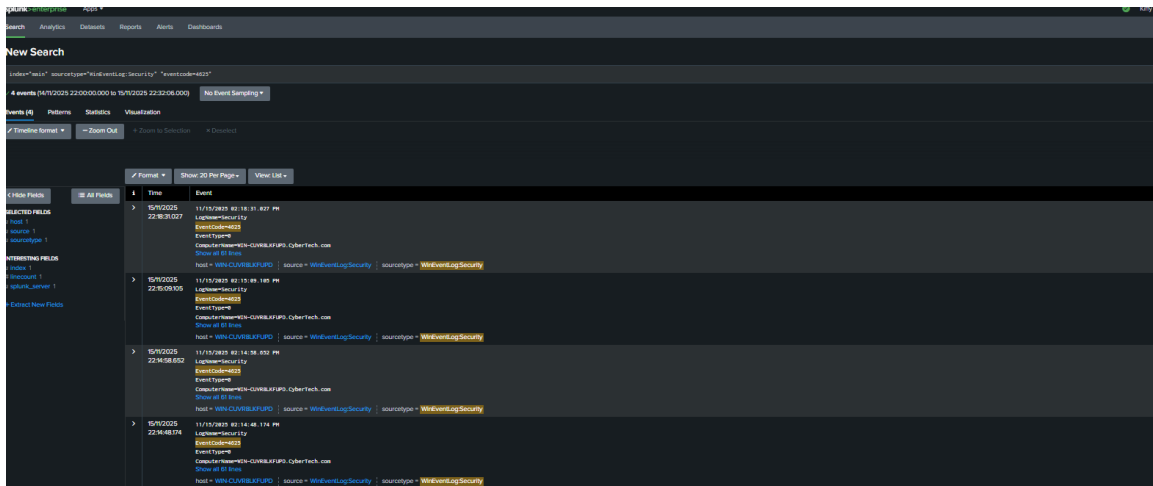 splunk>enterprise Apps
Search Analytics Datasets Reports Alerts Dashboards
New Search
index="main" sourcetype="WinEventLog:Security" "eventcode=4625"
4 events (14/11/2025 22:00:00.000 to 15/11/2025 22:32:06.000) No Event Sampling
Events (4) Patterns Statistics Visualization
Timeline format — Zoom Out + Zoom to Selection × Deselect
Format Show: 20 Per Page View: List
< Hide Fields All Fields i Time Event
SELECTED FIELDS
host 1
source 1
sourcetype 1
INTERESTING FIELDS
index 1
# linecount 1
splunk_server 1
+ Extract New Fields
> 15/11/2025 22:18:31.027
11/15/2025 02:18:31.027 PM
LogName=Security
EventCode=4625
EventType=0
ComputerName=WIN-CUVRBLKFUPD.CyberTech.com
Show all 61 lines
host = WIN-CUVRBLKFUPD source = WinEventLog:Security sourcetype = WinEventLog:Security
> 15/11/2025 22:15:09.105
11/15/2025 02:15:09.105 PM
LogName=Security
EventCode=4625
EventType=0
ComputerName=WIN-CUVRBLKFUPD.CyberTech.com
Show all 61 lines
host = WIN-CUVRBLKFUPD source = WinEventLog:Security sourcetype = WinEventLog:Security
> 15/11/2025 22:14:58.652
11/15/2025 02:14:58.652 PM
LogName=Security
EventCode=4625
EventType=0
ComputerName=WIN-CUVRBLKFUPD.CyberTech.com
Show all 61 lines
host = WIN-CUVRBLKFUPD source = WinEventLog:Security sourcetype = WinEventLog:Security
> 15/11/2025 22:14:48.174
11/15/2025 02:14:48.174 PM
LogName=Security
EventCode=4625
EventType=0
ComputerName=WIN-CUVRBLKFUPD.CyberTech.com
Show all 61 lines
host = WIN-CUVRBLKFUPD source = WinEventLog:Security sourcetype = WinEventLog:Security